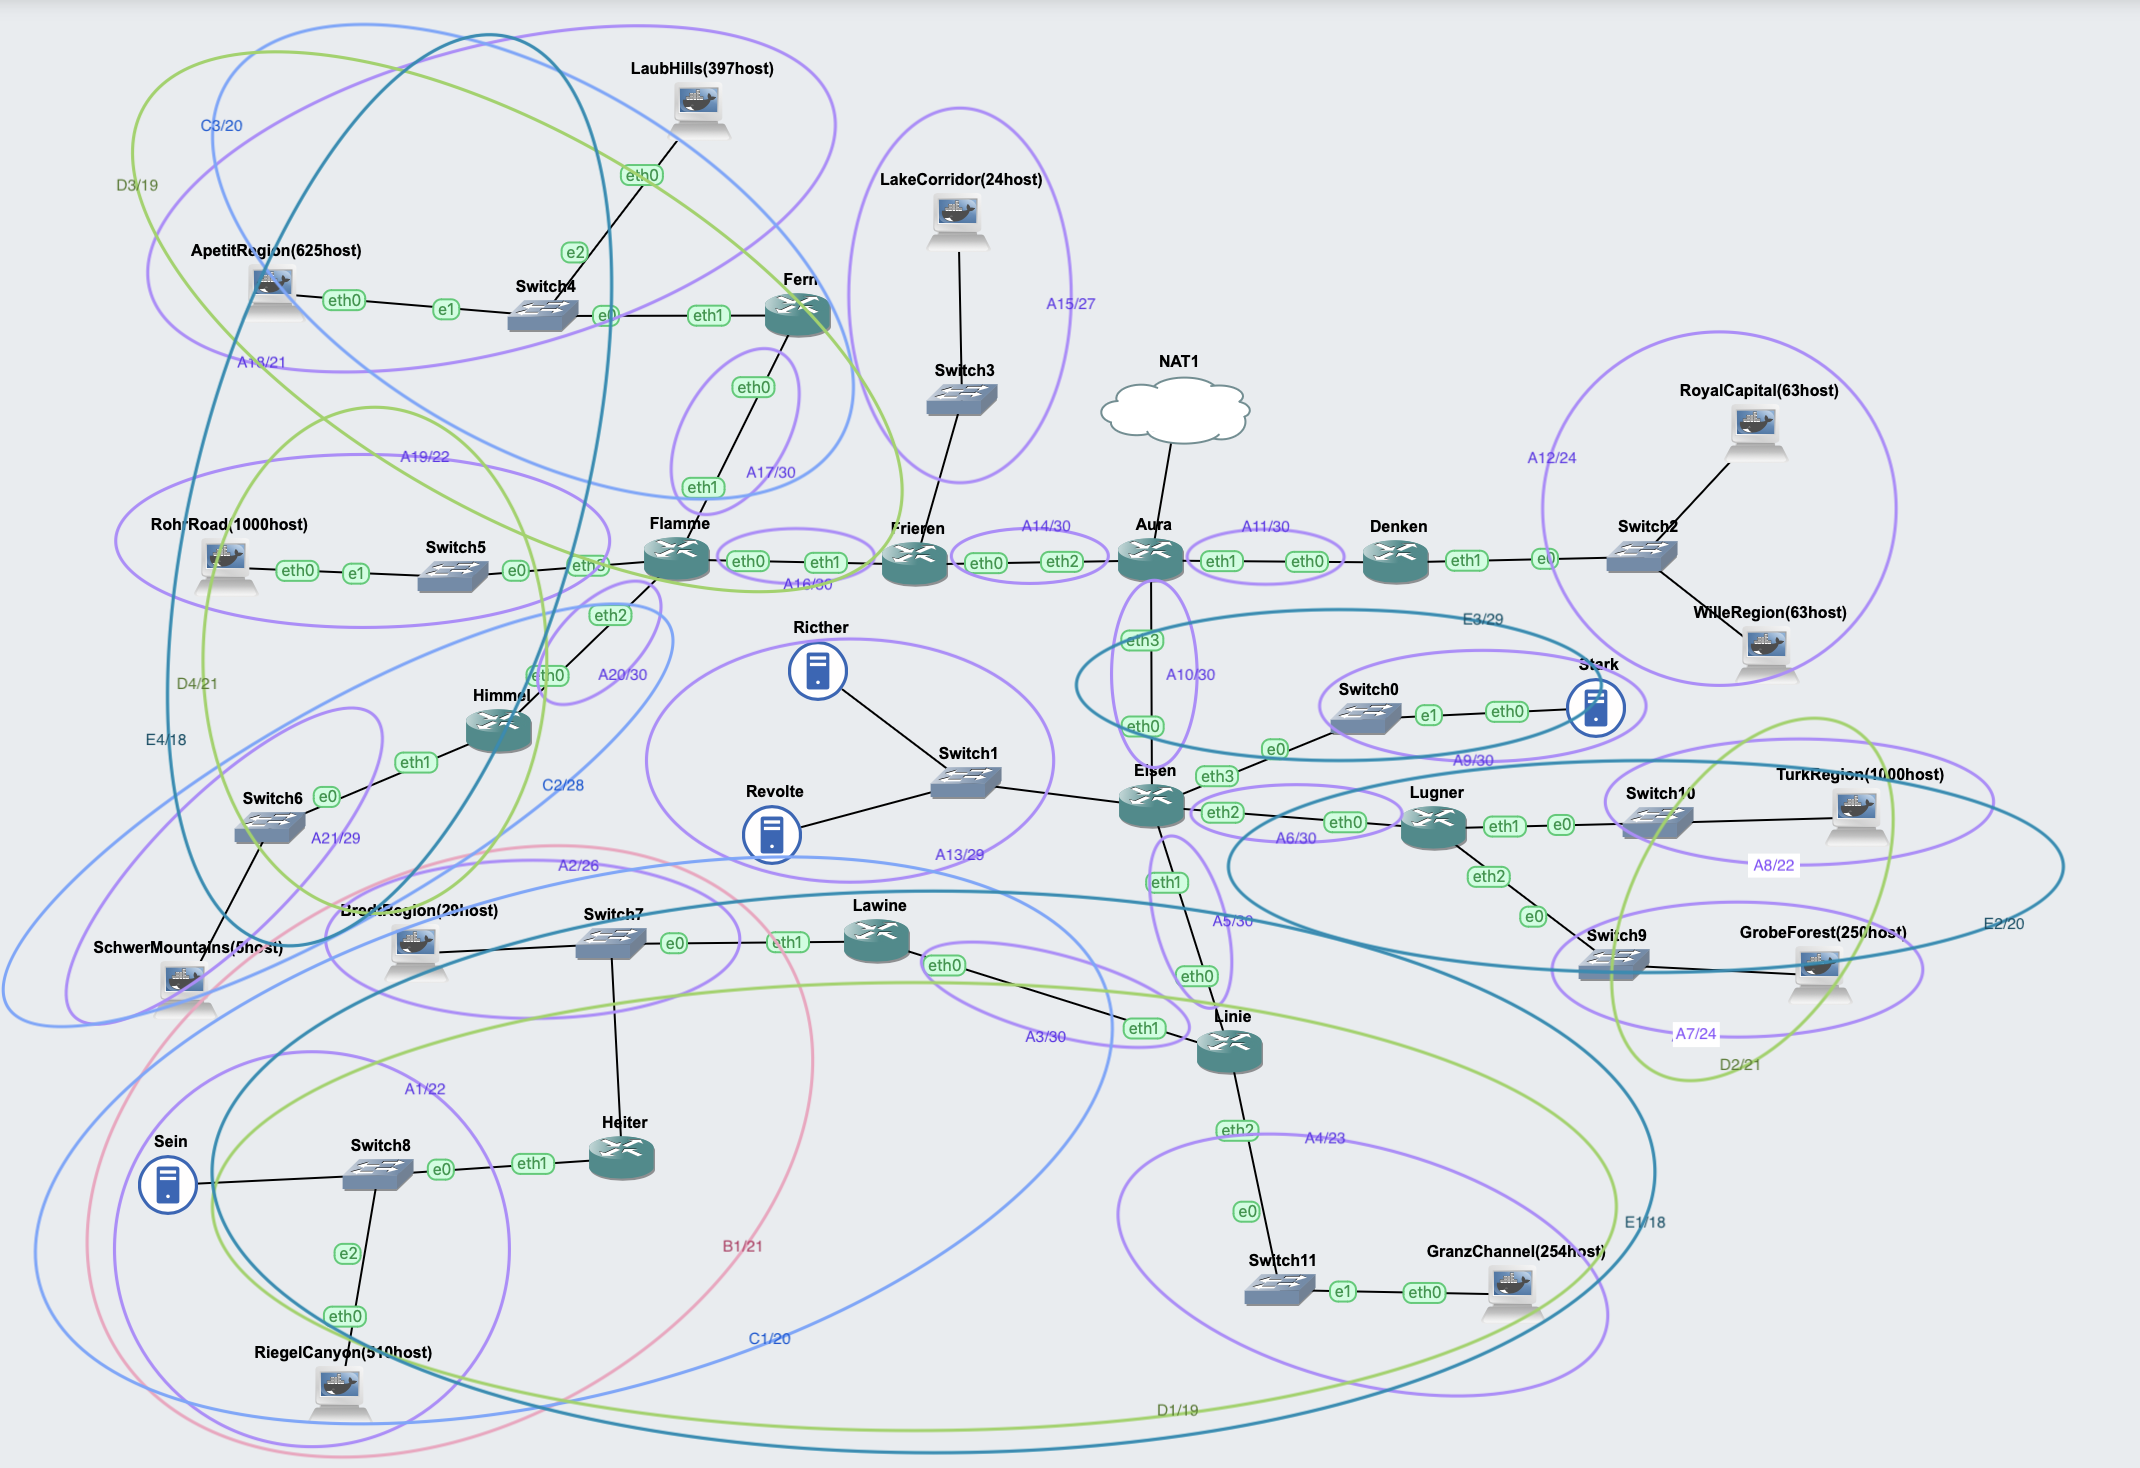 LaubHills(397host)
C3/20
eth0
LakeCorridor(24host)
D3/19
ApetitRegion(625host)
e2
Fern
Switch4
eth0
e1
e0
eth1
A15/27
A18/21
NAT1
Switch3
eth0
RoyalCapital(63host)
A19/22
A17/30
A12/24
eth1
RohrRoad(1000host)
Flamme
Frieren
A14/30
Aura
A11/30
Denken
Switch2
Switch5
eth0
e1
e0
eth3
eth0
eth1
eth0
eth2
eth1
eth0
eth1
e0
A16/30
eth2
Ricther
WilleRegion(63host)
E3/29
eth3
Stark
eth0
A20/30
A10/30
D4/21
Himmel
Switch0
e1
eth0
E4/18
eth0
e0
eth1
Switch1
A9/30
Eisen
eth3
TurkRegion(1000host)
C2/28
Switch6
e0
Revolte
Lugner
Switch10
eth2
eth0
eth1
e0
A21/29
A6/30
A13/29
A2/26
A8/22
eth1
eth2
BredtRegion(29host)
Switch7
Lawine
e0
A5/30
E2/20
SchwerMountains(5host)
e0
eth1
Switch9
GrobeForest(250host)
eth0
eth0
Linie
eth1
A3/30
A7/24
D2/21
A1/22
Heiter
eth2
A4/23
Sein
Switch8
e0
eth1
e0
E1/18
B1/21
e2
Switch11
GranzChannel(254host)
e1
eth0
eth0
C1/20
RiegelCanyon(510host)
D1/19